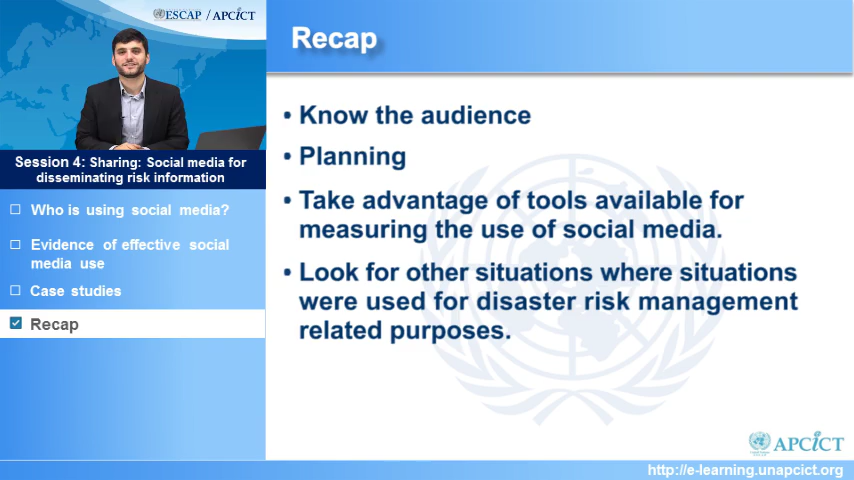 ESCAP / APCICT
Session 4: Sharing: Social media for
disseminating risk information
Who is using social media?
Evidence of effective social
media use
Case studies
Recap
Recap
• Know the audience
• Planning
• Take advantage of tools available for
measuring the use of social media.
• Look for other situations where situations
were used for disaster risk management
related purposes.
APCICT
http://e-learning.unapcict.org